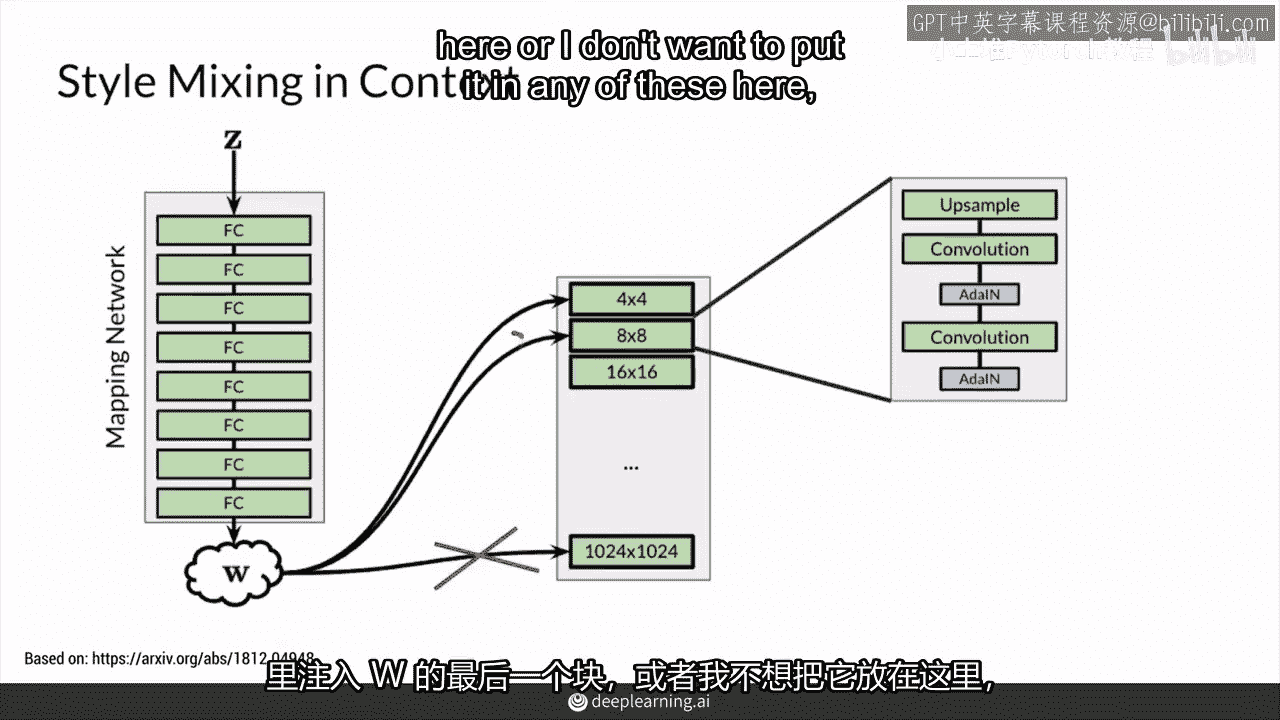 GPT中英字幕课程资源@bilibili.com
here or I don't want to put
it in any of these here,
Style Mixing in
z
Mapping Network
FC
FC
FC
FC
FC
FC
FC
FC
w
4x4
8x8
16x16
...
1024x1024
Upsample
Convolution
AdaIN
Convolution
AdaIN
Based on: https://arxiv.org/abs/1812.04948
里注入 W 的最后一个块，或者我不想把它放在这里，
deeplearning.ai